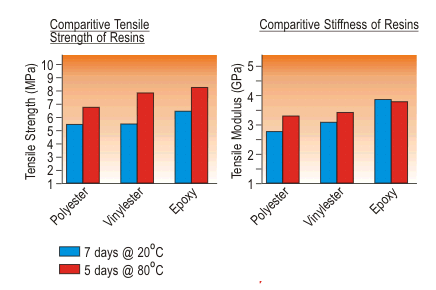 Comparitive Tensile
Strength of Resins
Tensile Strength (MPa)
10
9
8
7
6
5
4
3
2
1
Polyester
Vinylester
Epoxy
Comparitive Stiffness of Resins
Tensile Modulus (GPa)
5
4
3
2
1
Polyester
Vinylester
Epoxy
7 days @ 20°C
5 days @ 80°C